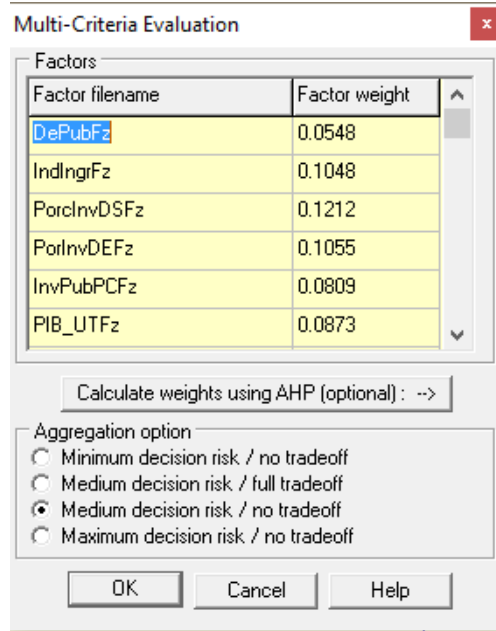 Multi-Criteria Evaluation
x
Factors
Factor filename Factor weight
DePubFz 0.0548
IndIngrFz 0.1048
PorcInvDSFz 0.1212
PorInvDEFz 0.1055
InvPubPCFz 0.0809
PIB_UTFz 0.0873
Calculate weights using AHP (optional) : -->
Aggregation option
Minimum decision risk / no tradeoff
Medium decision risk / full tradeoff
Medium decision risk / no tradeoff
Maximum decision risk / no tradeoff
OK Cancel Help